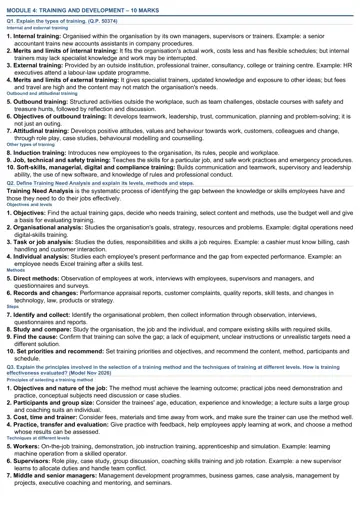 MODULE 4: TRAINING AND DEVELOPMENT – 10 MARKS
Q1. Explain the types of training. (Q.P. 50374)
Internal and external training
1. Internal training: Organised within the organisation by its own managers, supervisors or trainers. Example: a senior
accountant trains new accounts assistants in company procedures.
2. Merits and limits of internal training: It fits the organisation's actual work, costs less and has flexible schedules; but internal
trainers may lack specialist knowledge and work may be interrupted.
3. External training: Provided by an outside institution, professional trainer, consultancy, college or training centre. Example: HR
executives attend a labour-law update programme.
4. Merits and limits of external training: It gives specialist trainers, updated knowledge and exposure to other ideas; but fees
and travel are high and the content may not match the organisation's needs.
Outbound and attitudinal training
5. Outbound training: Structured activities outside the workplace, such as team challenges, obstacle courses with safety and
treasure hunts, followed by reflection and discussion.
6. Objectives of outbound training: It develops teamwork, leadership, trust, communication, planning and problem-solving; it is
not just an outing.
7. Attitudinal training: Develops positive attitudes, values and behaviour towards work, customers, colleagues and change,
through role play, case studies, behavioural modelling and counselling.
Other types of training
8. Induction training: Introduces new employees to the organisation, its rules, people and workplace.
9. Job, technical and safety training: Teaches the skills for a particular job, and safe work practices and emergency procedures.
10. Soft-skills, managerial, digital and compliance training: Builds communication and teamwork, supervisory and leadership
ability, the use of new software, and knowledge of rules and professional conduct.
Q2. Define Training Need Analysis and explain its levels, methods and steps.
Training Need Analysis is the systematic process of identifying the gap between the knowledge or skills employees have and
those they need to do their jobs effectively.
Objectives and levels
1. Objectives: Find the actual training gaps, decide who needs training, select content and methods, use the budget well and give
a basis for evaluating training.
2. Organisational analysis: Studies the organisation's goals, strategy, resources or problems. Example: digital operations need
digital-skills training.
3. Task or job analysis: Studies the duties, responsibilities and skills a job requires. Example: a cashier must know billing, cash
handling and customer interaction.
4. Individual analysis: Studies each employee's present performance and the gap from expected performance. Example: an
employee needs Excel training after a skills test.
Methods
5. Direct methods: Observation of employees at work, interviews with employees, supervisors and managers, and
questionnaires and surveys.
6. Records and changes: Performance appraisal reports, customer complaints, quality reports, skill tests, and changes in
technology, law, products or strategy.
Steps
7. Identify and collect: Identify the organisational problem, then collect information through observation, interviews,
questionnaires and reports.
8. Study and compare: Study the organisation, the job and the individual, and compare existing skills with required skills.
9. Find the cause: Confirm that training can solve the gap; a lack of equipment, unclear instructions or unrealistic targets need a
different solution.
10. Set priorities and recommend: Set training priorities and objectives, and recommend the content, method, participants and
schedule.
Q3. Explain the principles involved in the selection of a training method and the techniques of training at different levels. How is training
effectiveness evaluated? (Model Nov 2025)
Principles of selecting a training method
1. Objectives and nature of the job: The method must achieve the learning outcome; practical jobs need demonstration and
practice, conceptual subjects need discussion or case studies.
2. Participants and group size: Consider the trainees' age, education, experience and knowledge; a lecture suits a large group
and coaching suits an individual.
3. Cost, time and trainer: Consider fees, materials and time away from work, and make sure the trainer can use the method well.
4. Practice, transfer and evaluation: Give practice with feedback, help employees apply learning at work, and choose a method
whose results can be assessed.
Techniques at different levels
5. Workers: On-the-job training, demonstration, job instruction training, apprenticeship and simulation. Example: learning
machine operation from a skilled operator.
6. Supervisors: Role play, case study, group discussion, coaching skills training and job rotation. Example: a new supervisor
learns to allocate duties and handle team conflict.
7. Middle and senior managers: Management development programmes, business games, case analysis, management by
projects, executive coaching and mentoring, and seminars.